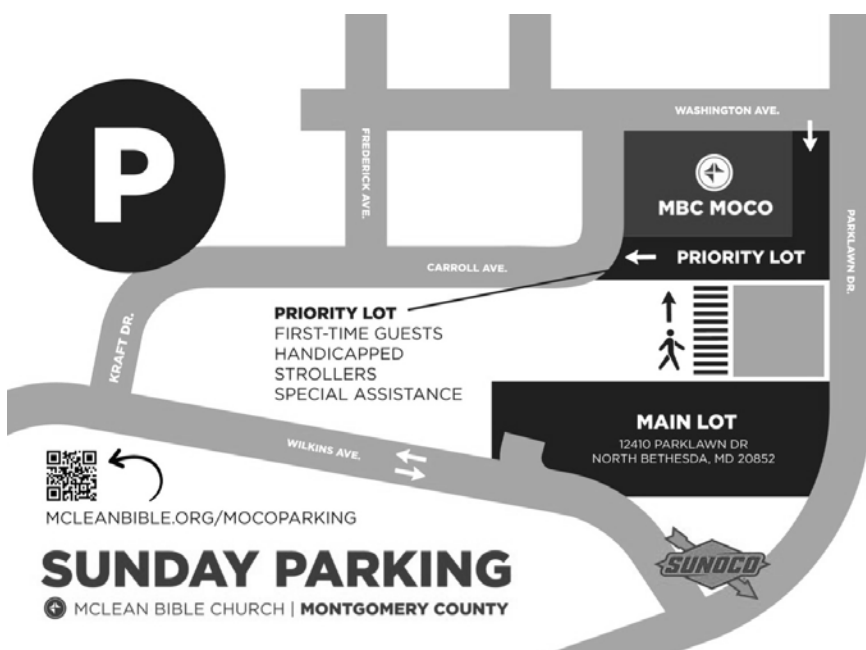 P
WASHINGTON AVE.
FREDERICK AVE.
MBC MOCO
PARKLAWN DR.
PRIORITY LOT
CARROLL AVE.
KRAFT DR.
PRIORITY LOT
FIRST-TIME GUESTS
HANDICAPPED
STROLLERS
SPECIAL ASSISTANCE
MAIN LOT
12410 PARKLAWN DR
NORTH BETHESDA, MD 20852
WILKINS AVE.
MCLEANBIBLE.ORG/MOCOPARKING
SUNOCO
SUNDAY PARKING
MCLEAN BIBLE CHURCH | MONTGOMERY COUNTY